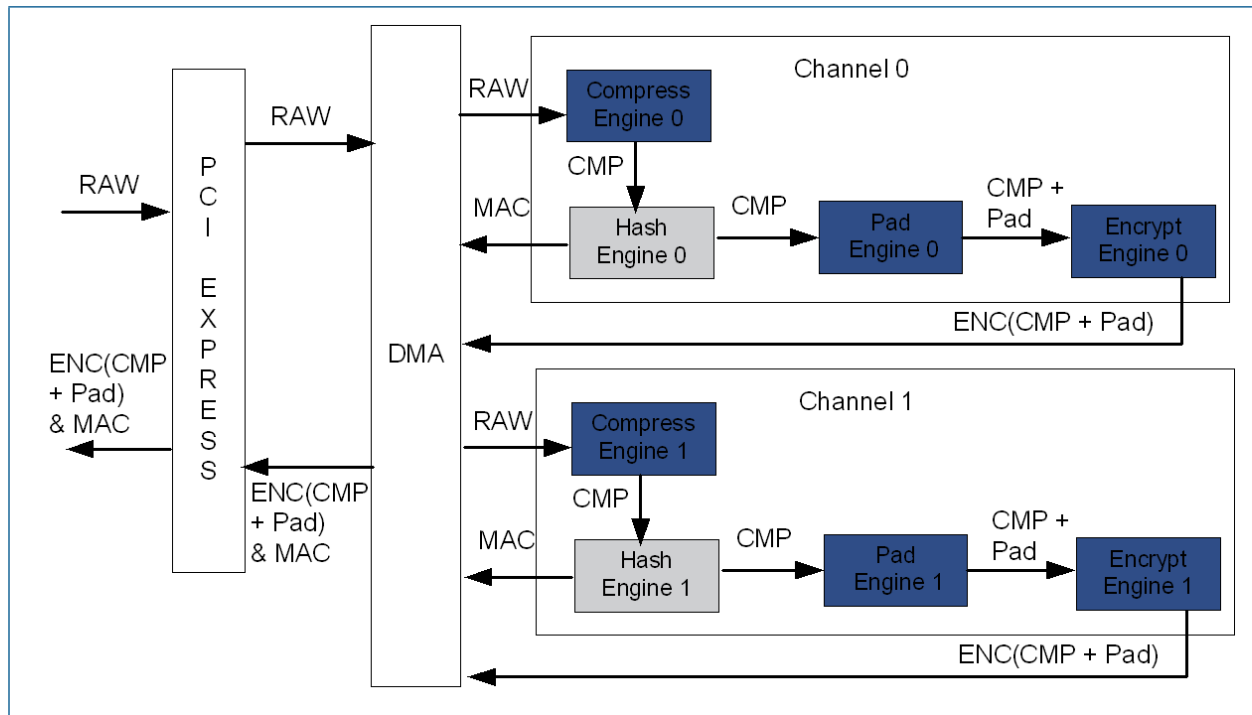 Channel 0
RAW
Compress
Engine 0
RAW
CMP
RAW
PCI EXPRESS
MAC
Hash
Engine 0
CMP
Pad
Engine 0
CMP +
Pad
Encrypt
Engine 0
ENC(CMP + Pad)
DMA
ENC(CMP
+ Pad)
& MAC
Channel 1
RAW
Compress
Engine 1
CMP
ENC(CMP
+ Pad)
& MAC
MAC
Hash
Engine 1
CMP
Pad
Engine 1
CMP +
Pad
Encrypt
Engine 1
ENC(CMP + Pad)